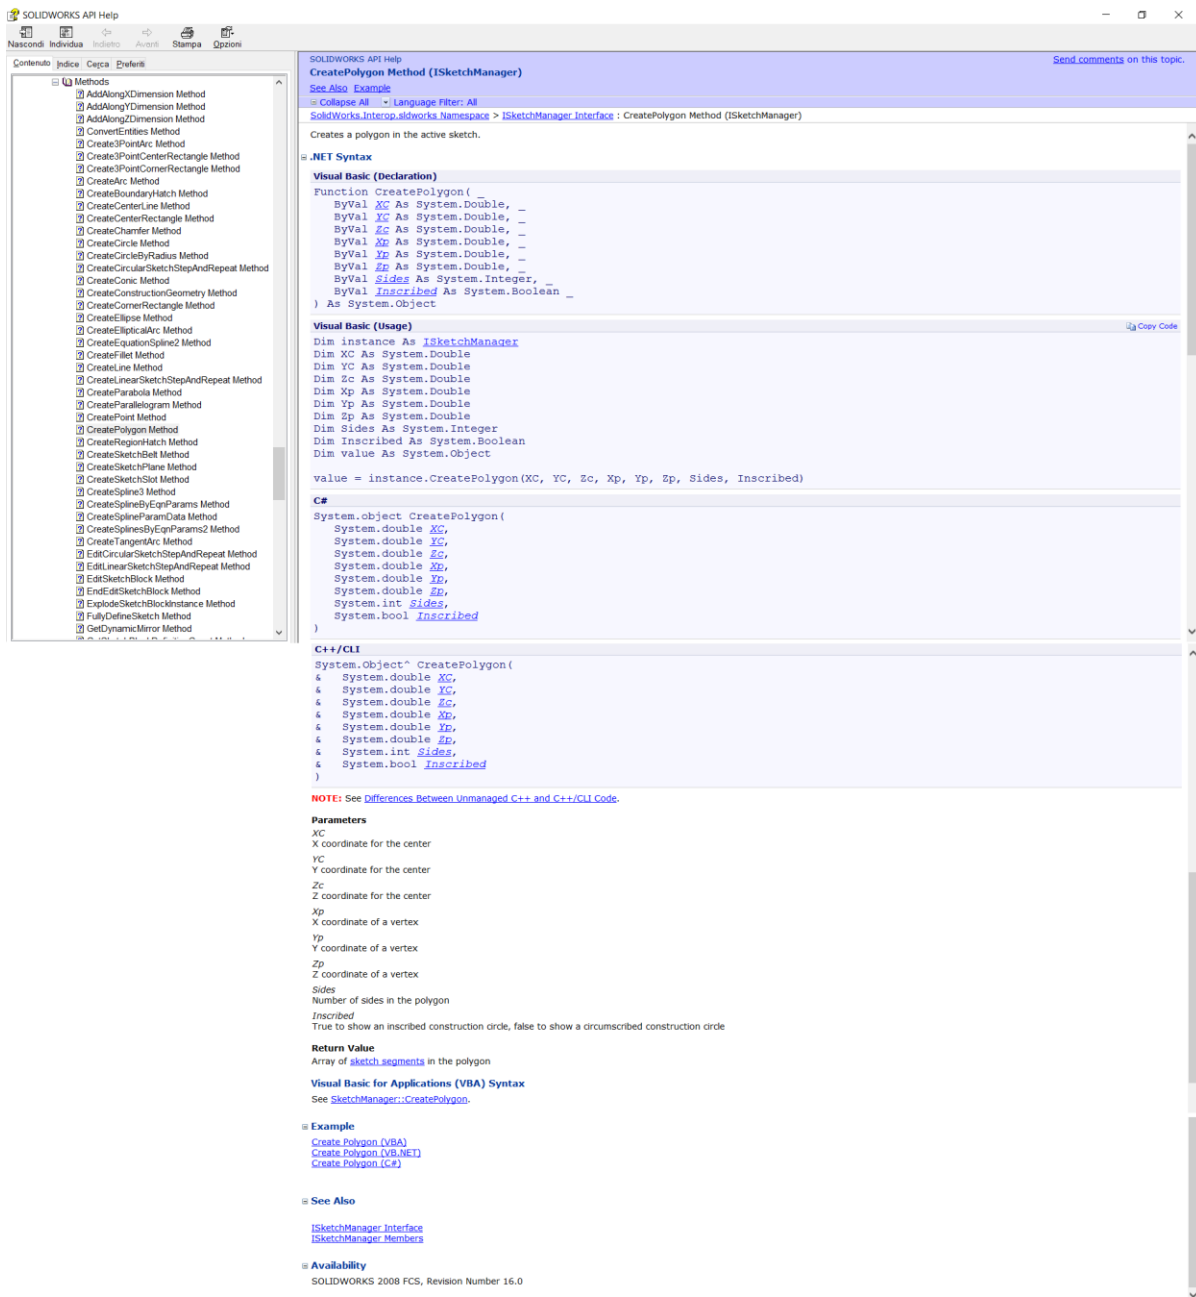 SOLIDWORKS API Help
Nascondi Individua Indietro Avanti Stampa Opzioni
Contenuto Indice Cerca Preferiti
Methods
AddAlongXDimension Method
AddAlongYDimension Method
AddAlongZDimension Method
ConvertEntities Method
Create3PointArc Method
Create3PointCenterRectangle Method
Create3PointCornerRectangle Method
CreateArc Method
CreateBoundaryHatch Method
CreateCenterLine Method
CreateCenterRectangle Method
CreateChamfer Method
CreateCircle Method
CreateCircleByRadius Method
CreateCircularSketchStepAndRepeat Method
CreateConic Method
CreateConstructionGeometry Method
CreateCornerRectangle Method
CreateEllipse Method
CreateEllipticalArc Method
CreateEquationSpline2 Method
CreateFillet Method
CreateLine Method
CreateLinearSketchStepAndRepeat Method
CreateParabola Method
CreateParallelogram Method
CreatePoint Method
CreatePolygon Method
CreateRegionHatch Method
CreateSketchBelt Method
CreateSketchPlane Method
CreateSketchSlot Method
CreateSpline3 Method
CreateSplineByEqnParams Method
CreateSplineParamData Method
CreateSplinesByEqnParams2 Method
CreateTangentArc Method
EditCircularSketchStepAndRepeat Method
EditLinearSketchStepAndRepeat Method
EditSketchBlock Method
EndEditSketchBlock Method
ExplodeSketchBlockInstance Method
FullyDefineSketch Method
GetDynamicMirror Method
SOLIDWORKS API Help
Send comments on this topic.
CreatePolygon Method (ISketchManager)
See Also Example
Collapse All Language Filter: All
SolidWorks.Interop.sldworks Namespace > ISketchManager Interface : CreatePolygon Method (ISketchManager)
Creates a polygon in the active sketch.
.NET Syntax
Visual Basic (Declaration)
Function CreatePolygon( _
ByVal XC As System.Double, _
ByVal YC As System.Double, _
ByVal Zc As System.Double, _
ByVal Xp As System.Double, _
ByVal Yp As System.Double, _
ByVal Zp As System.Double, _
ByVal Sides As System.Integer, _
ByVal Inscribed As System.Boolean _
) As System.Object
Visual Basic (Usage)
Copy Code
Dim instance As ISketchManager
Dim XC As System.Double
Dim YC As System.Double
Dim Zc As System.Double
Dim Xp As System.Double
Dim Yp As System.Double
Dim Zp As System.Double
Dim Sides As System.Integer
Dim Inscribed As System.Boolean
Dim value As System.Object
value = instance.CreatePolygon(XC, YC, Zc, Xp, Yp, Zp, Sides, Inscribed)
C#
System.object CreatePolygon(
System.double XC,
System.double YC,
System.double Zc,
System.double Xp,
System.double Yp,
System.double Zp,
System.int Sides,
System.bool Inscribed
)
C++/CLI
System.Object^ CreatePolygon(
& System.double XC,
& System.double YC,
& System.double Zc,
& System.double Xp,
& System.double Yp,
& System.double Zp,
& System.int Sides,
& System.bool Inscribed
)
NOTE: See Differences Between Unmanaged C++ and C++/CLI Code.
Parameters
XC
X coordinate for the center
YC
Y coordinate for the center
Zc
Z coordinate for the center
Xp
X coordinate of a vertex
Yp
Y coordinate of a vertex
Zp
Z coordinate of a vertex
Sides
Number of sides in the polygon
Inscribed
True to show an inscribed construction circle, false to show a circumscribed construction circle
Return Value
Array of sketch segments in the polygon
Visual Basic for Applications (VBA) Syntax
See SketchManager::CreatePolygon.
Example
Create Polygon (VBA)
Create Polygon (VB.NET)
Create Polygon (C#)
See Also
ISketchManager Interface
ISketchManager Members
Availability
SOLIDWORKS 2008 FCS, Revision Number 16.0